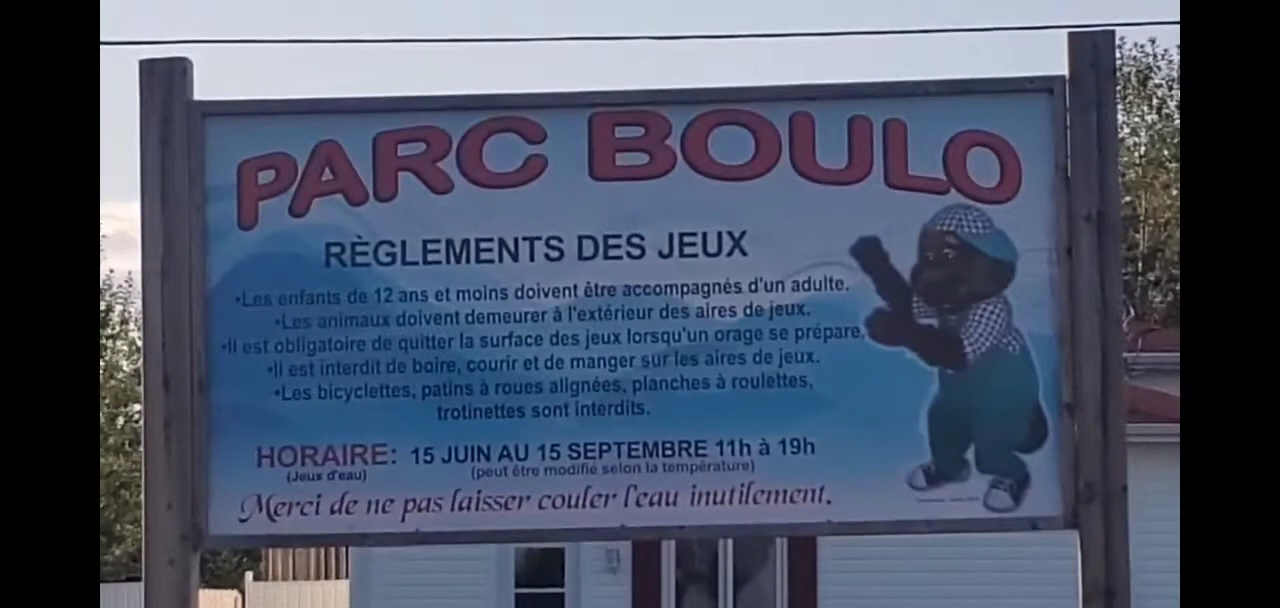 PARC BOULO
RÈGLEMENTS DES JEUX
•Les enfants de 12 ans et moins doivent être accompagnés d'un adulte.
•Les animaux doivent demeurer à l'extérieur des aires de jeux.
•Il est obligatoire de quitter la surface des jeux lorsqu'un orage se prépare.
•Il est interdit de boire, courir et de manger sur les aires de jeux.
•Les bicyclettes, patins à roues alignées, planches à roulettes,
trotinettes sont interdits.
HORAIRE: 15 JUIN AU 15 SEPTEMBRE 11h à 19h
(Jeux d'eau) (peut être modifié selon la température)
Merci de ne pas laisser couler l'eau inutilement.